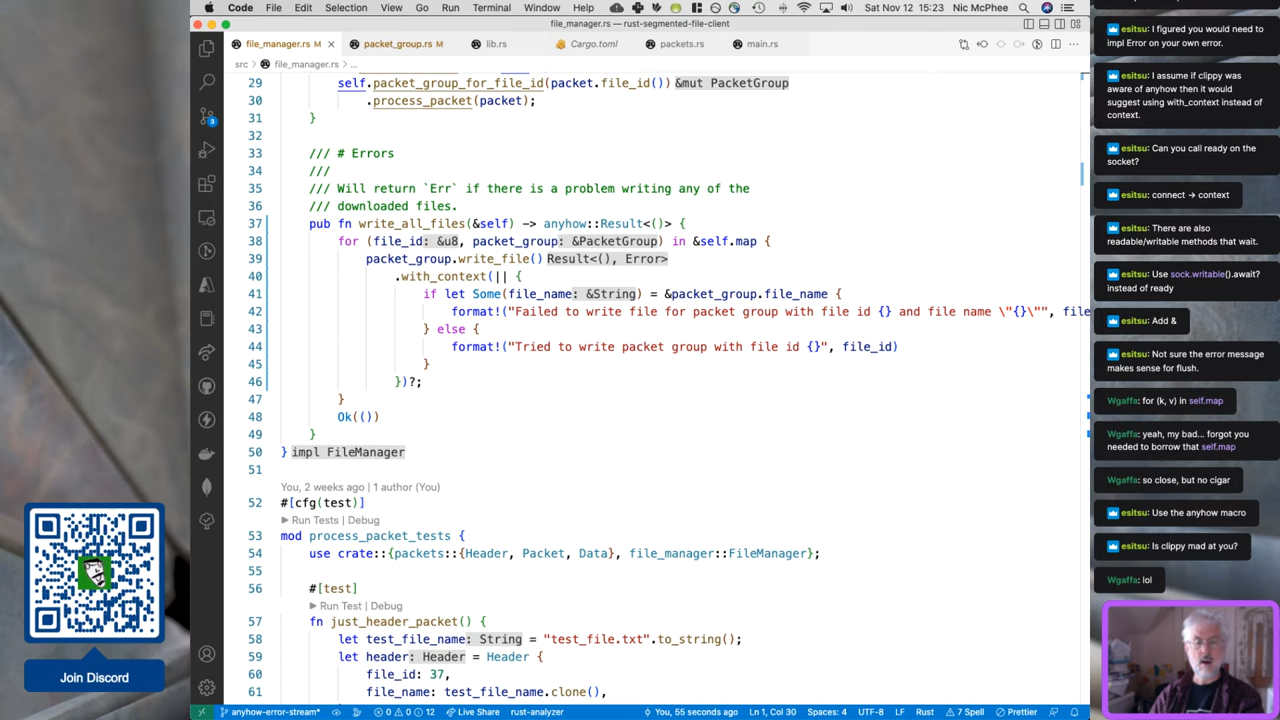 Code File Edit Selection View Go Run Terminal Window Help Sat Nov 12 15:23 Nic McPhee
file_manager.rs — rust-segmented-file-client
file_manager.rs M packet_group.rs M lib.rs Cargo.toml packets.rs main.rs
src > file_manager.rs > ...
29 self.packet_group_for_file_id(packet.file_id()) &mut PacketGroup
30 .process_packet(packet);
31 }
32
33 /// # Errors
34 ///
35 /// Will return `Err` if there is a problem writing any of the
36 /// downloaded files.
37 pub fn write_all_files(&self) -> anyhow::Result<()> {
38 for (file_id: &u8, packet_group: &PacketGroup) in &self.map {
39 packet_group.write_file() Result<(), Error>
40 .with_context(|| {
41 if let Some(file_name: &String) = &packet_group.file_name {
42 format!("Failed to write file for packet group with file id {} and file name \"{}\"", file
43 } else {
44 format!("Tried to write packet group with file id {}", file_id)
45 }
46 })?;
47 }
48 Ok(())
49 }
50 } impl FileManager
51
You, 2 weeks ago | 1 author (You)
52 #[cfg(test)]
Run Tests | Debug
53 mod process_packet_tests {
54 use crate::{packets::{Header, Packet, Data}, file_manager::FileManager};
55
56 #[test]
Run Test | Debug
57 fn just_header_packet() {
58 let test_file_name: String = "test_file.txt".to_string();
59 let header: Header = Header {
60 file_id: 37,
61 file_name: test_file_name.clone(),
3
anyhow-error-stream* 0 0 12 Live Share rust-analyzer You, 55 seconds ago Ln 1, Col 30 Spaces: 4 UTF-8 LF Rust 7 Spell Prettier
Join Discord
esitsu: I figured you would need to
impl Error on your own error.
esitsu: I assume if clippy was
aware of anyhow then it would
suggest using with_context instead of
context.
esitsu: Can you call ready on the
socket?
esitsu: connect → context
esitsu: There are also
readable/writable methods that wait.
esitsu: Use sock.writable().await?
instead of ready
esitsu: Add &
esitsu: Not sure the error message
makes sense for flush.
Wgaffa: for (k, v) in self.map
Wgaffa: yeah, my bad... forgot you
needed to borrow that self.map
Wgaffa: so close, but no cigar
esitsu: Use the anyhow macro
esitsu: Is clippy mad at you?
Wgaffa: lol